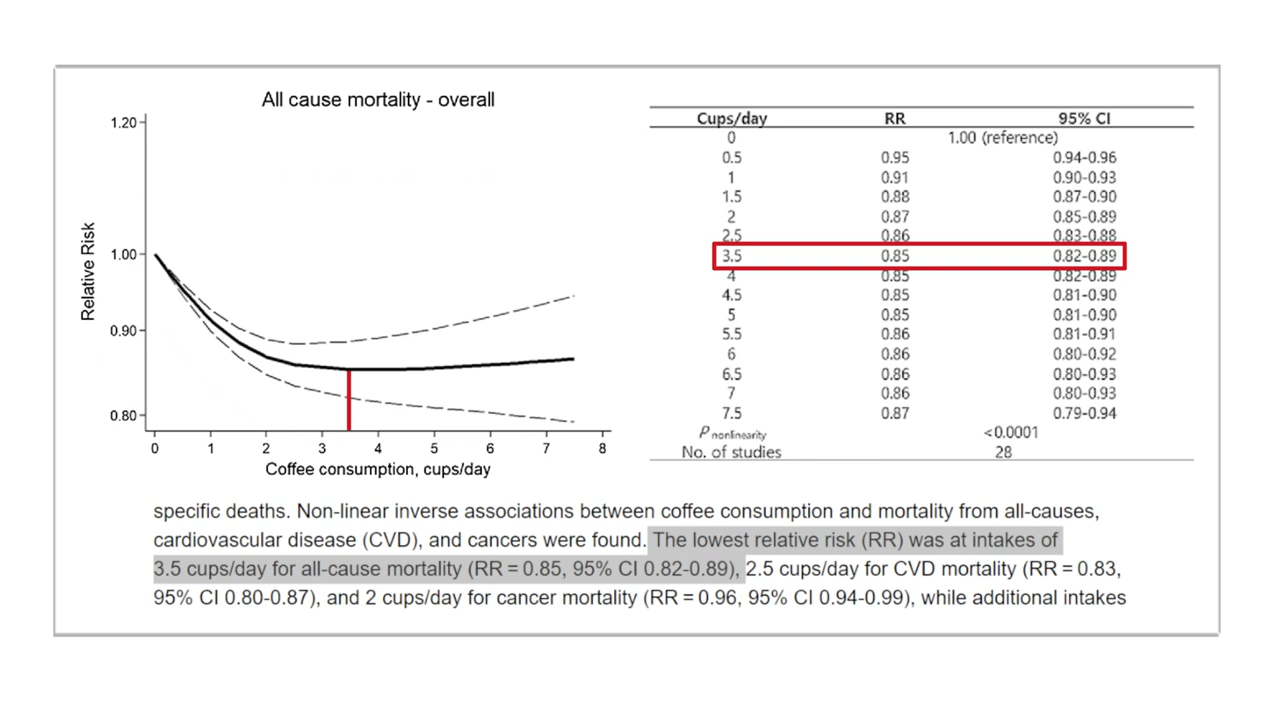 All cause mortality - overall
1.20
1.00
0.90
0.80
Relative Risk
0 1 2 3 4 5 6 7 8
Coffee consumption, cups/day
Cups/day RR 95% CI
0 1.00 (reference)
0.5 0.95 0.94-0.96
1 0.91 0.90-0.93
1.5 0.88 0.87-0.90
2 0.87 0.85-0.89
2.5 0.86 0.83-0.88
3.5 0.85 0.82-0.89
4 0.85 0.82-0.89
4.5 0.85 0.81-0.90
5 0.85 0.81-0.90
5.5 0.86 0.81-0.91
6 0.86 0.80-0.92
6.5 0.86 0.80-0.93
7 0.86 0.80-0.93
7.5 0.87 0.79-0.94
P nonlinearity <0.0001
No. of studies 28
specific deaths. Non-linear inverse associations between coffee consumption and mortality from all-causes,
cardiovascular disease (CVD), and cancers were found. The lowest relative risk (RR) was at intakes of
3.5 cups/day for all-cause mortality (RR = 0.85, 95% CI 0.82-0.89), 2.5 cups/day for CVD mortality (RR = 0.83,
95% CI 0.80-0.87), and 2 cups/day for cancer mortality (RR = 0.96, 95% CI 0.94-0.99), while additional intakes